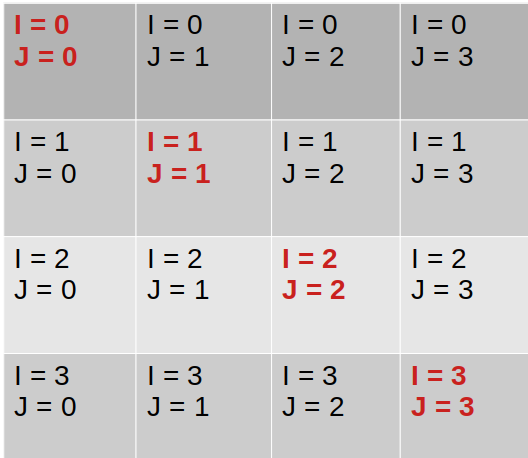 I = 0
J = 0
I = 0
J = 1
I = 0
J = 2
I = 0
J = 3
I = 1
J = 0
I = 1
J = 1
I = 1
J = 2
I = 1
J = 3
I = 2
J = 0
I = 2
J = 1
I = 2
J = 2
I = 2
J = 3
I = 3
J = 0
I = 3
J = 1
I = 3
J = 2
I = 3
J = 3